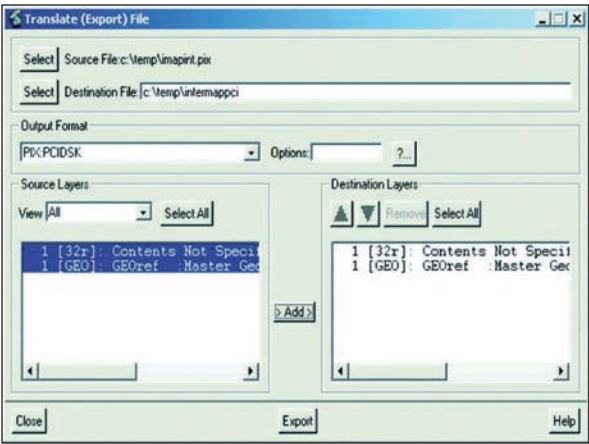 Translate (Export) File
Select Source File:c:\temp\imapint.pix
Select Destination File: c:\temp\intermappci
Output Format
PIX:PCIDSK Options: ?...
Source Layers
View All Select All
1 [32r]: Contents Not Specif
1 [GEO]: GEOref :Master Geo
> Add >
Destination Layers
Remove Select All
1 [32r]: Contents Not Specif
1 [GEO]: GEOref :Master Geo
Close Export Help